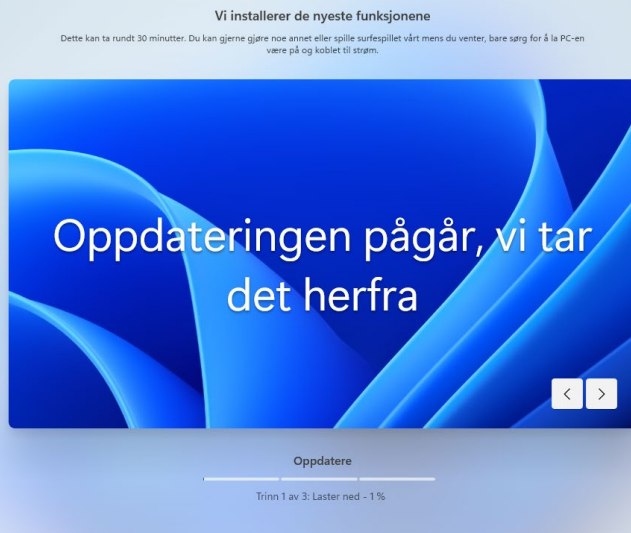 Vi installerer de nyeste funksjonene
Dette kan ta rundt 30 minutter. Du kan gjerne gjøre noe annet eller spille surfespillet vårt mens du venter, bare sørg for å la PC-en
være på og koblet til strøm.
Oppdateringen pågår, vi tar
det herfra
Oppdatere
Trinn 1 av 3: Laster ned - 1 %